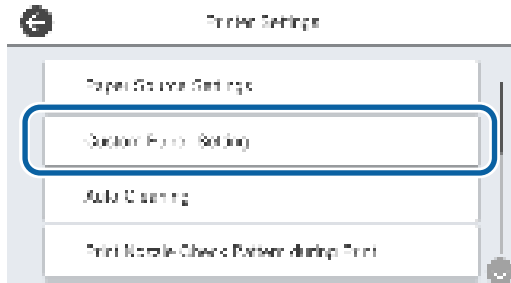 Printer Settings
Paper Source Settings
Custom Paper Setting
Auto Cleaning
Print Nozzle Check Pattern during Print